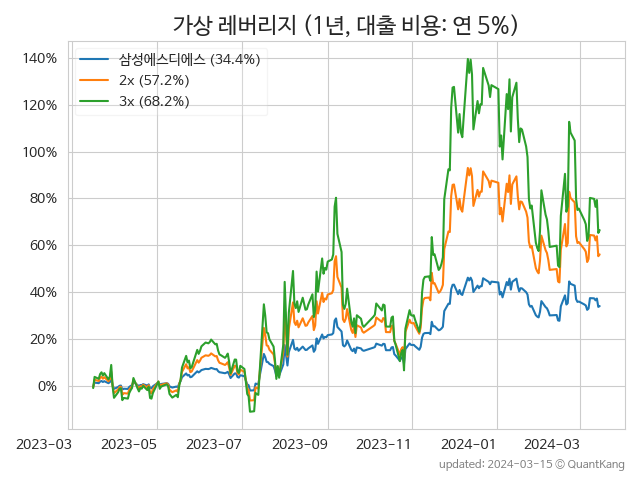 가상 레버리지 (1년, 대출 비용: 연 5%)
삼성에스디에스 (34.4%)
2x (57.2%)
3x (68.2%)
140%
120%
100%
80%
60%
40%
20%
0%
2023-03 2023-05 2023-07 2023-09 2023-11 2024-01 2024-03
updated: 2024-03-15 © QuantKang